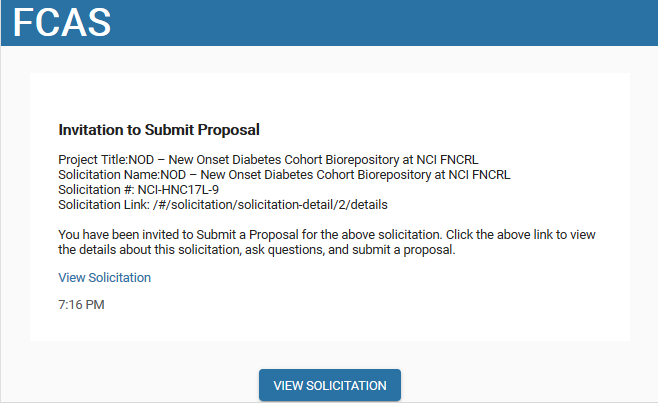 FCAS
Invitation to Submit Proposal
Project Title:NOD – New Onset Diabetes Cohort Biorepository at NCI FNCRL
Solicitation Name:NOD – New Onset Diabetes Cohort Biorepository at NCI FNCRL
Solicitation #: NCI-HNC17L-9
Solicitation Link: /#/solicitation/solicitation-detail/2/details
You have been invited to Submit a Proposal for the above solicitation. Click the above link to view
the details about this solicitation, ask questions, and submit a proposal.
View Solicitation
7:16 PM
VIEW SOLICITATION